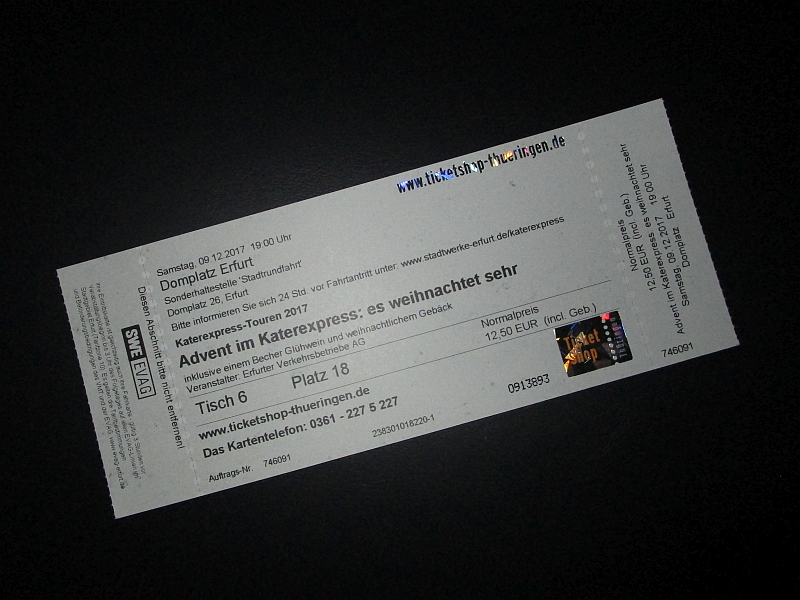 www.ticketshop-thueringen.de
Samstag, 09.12.2017 19:00 Uhr
Domplatz Erfurt
Sonderhaltestelle 'Stadtrundfahrt'
Domplatz 26, Erfurt
Bitte informieren Sie sich 24 Std. vor Fahrtantritt unter: www.stadtwerke-erfurt.de/katerexpress
Katerexpress-Touren 2017
Advent im Katerexpress: es weihnachtet sehr
inklusive einem Becher Glühwein und weihnachtlichem Gebäck
Veranstalter: Erfurter Verkehrsbetriebe AG
Normalpreis
12,50 EUR (incl. Geb.)
Tisch 6 Platz 18
www.ticketshop-thueringen.de
Das Kartentelefon: 0361 - 227 5 227
0913893
238301018220-1
Auftrags-Nr. 746091
Ticket
Shop
Diesen Abschnitt bitte nicht entfernen!
SWE EVAG
Normalpreis
12,50 EUR (incl. Geb.)
Advent im Katerexpress: es weihnachtet sehr
Samstag, 09.12.2017 19:00 Uhr
Domplatz Erfurt
746091